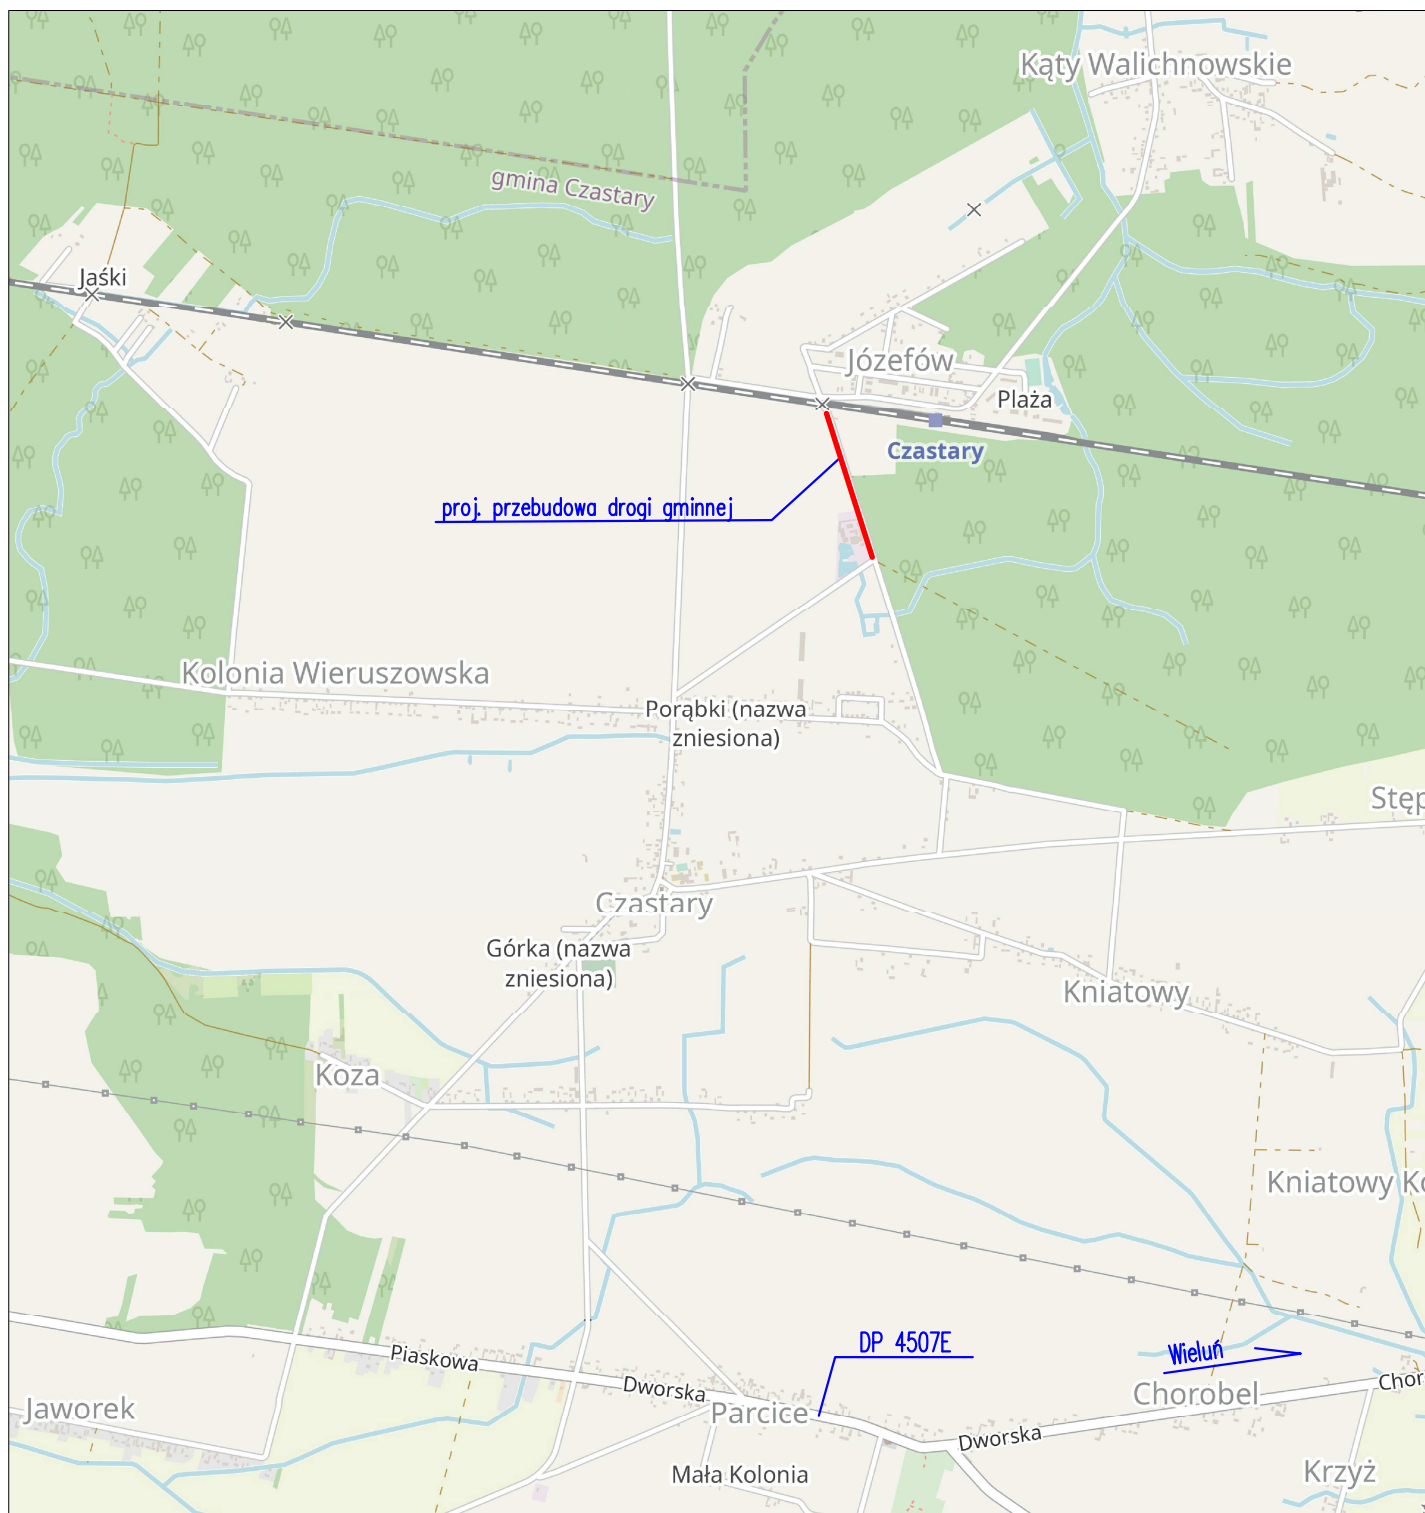 Kąty Walichnowskie
gmina Czastary
Jaśki
Józefów
Plaża
Czastary
proj. przebudowa drogi gminnej
Kolonia Wieruszowska
Porąbki (nazwa
zniesiona)
Stęp
Czastary
Górka (nazwa
zniesiona)
Kniatowy
Koza
Kniatowy Ko
DP 4507E
Wieluń
Piaskowa
Dworska
Chor
Chorobel
Jaworek
Parcice
Dworska
Mała Kolonia
Krzyż